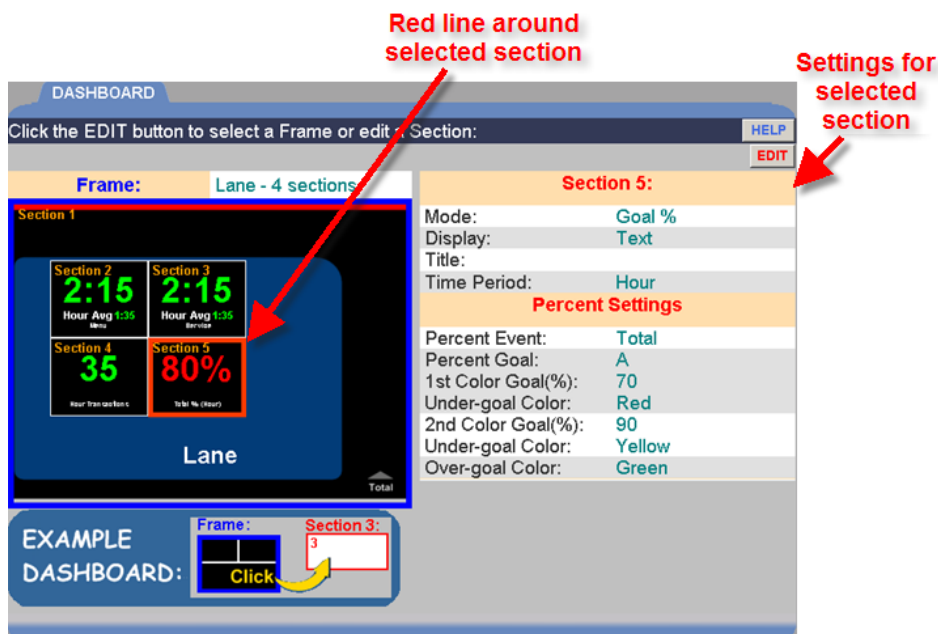 Red line around
selected section
Settings for
selected
section
DASHBOARD
Click the EDIT button to select a Frame or edit a Section:
HELP
EDIT
Frame:
Lane - 4 sections
Section 1
Section 2
Section 3
2:15
2:15
Hour Avg 1:35
Hour Avg 1:35
Menu
Service
Section 4
Section 5
35
80%
Hour Transactions
Total % (Hour)
Lane
Total
Section 5:
Mode: Goal %
Display: Text
Title:
Time Period: Hour
Percent Settings
Percent Event: Total
Percent Goal: A
1st Color Goal(%): 70
Under-goal Color: Red
2nd Color Goal(%): 90
Under-goal Color: Yellow
Over-goal Color: Green
EXAMPLE
DASHBOARD:
Frame:
Section 3:
3
Click